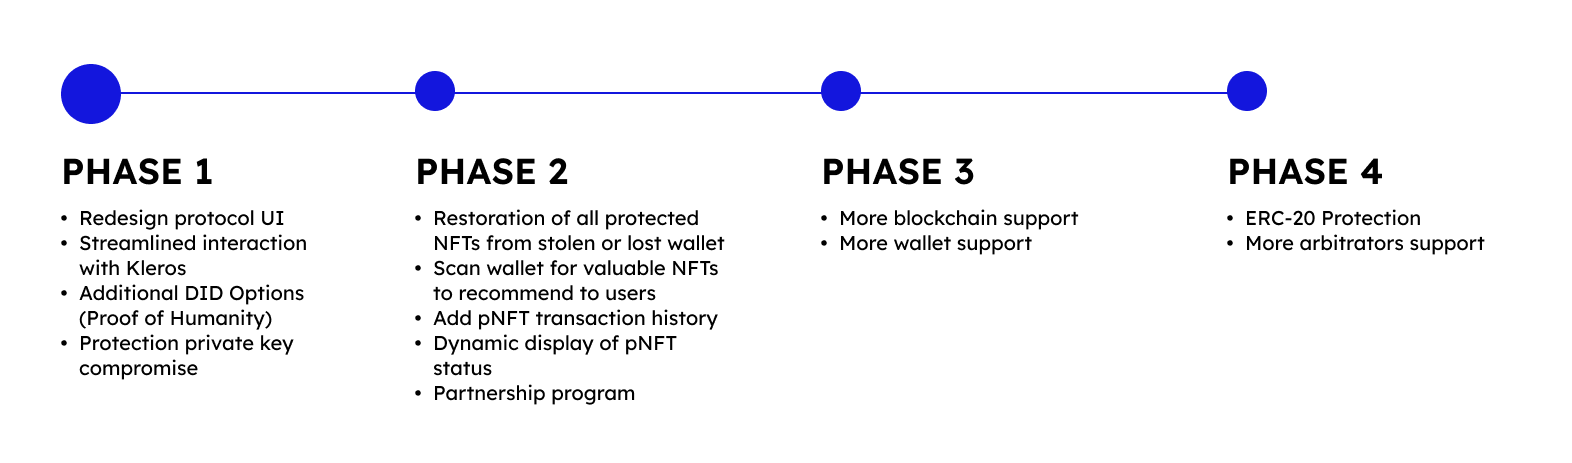 PHASE 1
• Redesign protocol UI
• Streamlined interaction
with Kleros
• Additional DID Options
(Proof of Humanity)
• Protection private key
compromise
PHASE 2
• Restoration of all protected
NFTs from stolen or lost wallet
• Scan wallet for valuable NFTs
to recommend to users
• Add pNFT transaction history
• Dynamic display of pNFT
status
• Partnership program
PHASE 3
• More blockchain support
• More wallet support
PHASE 4
• ERC-20 Protection
• More arbitrators support